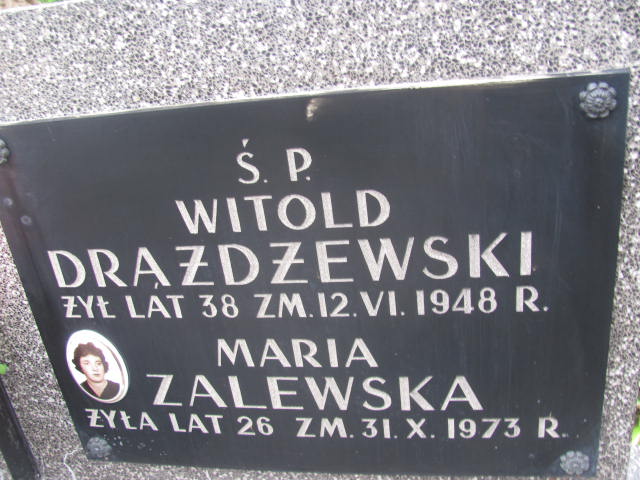 Ś. P.
WITOLD
DRĄŻDŻEWSKI
ŻYŁ LAT 38 ZM. 12. VI. 1948 R.
MARIA
ZALEWSKA
ŻYŁA LAT 26 ZM. 31. X. 1973 R.